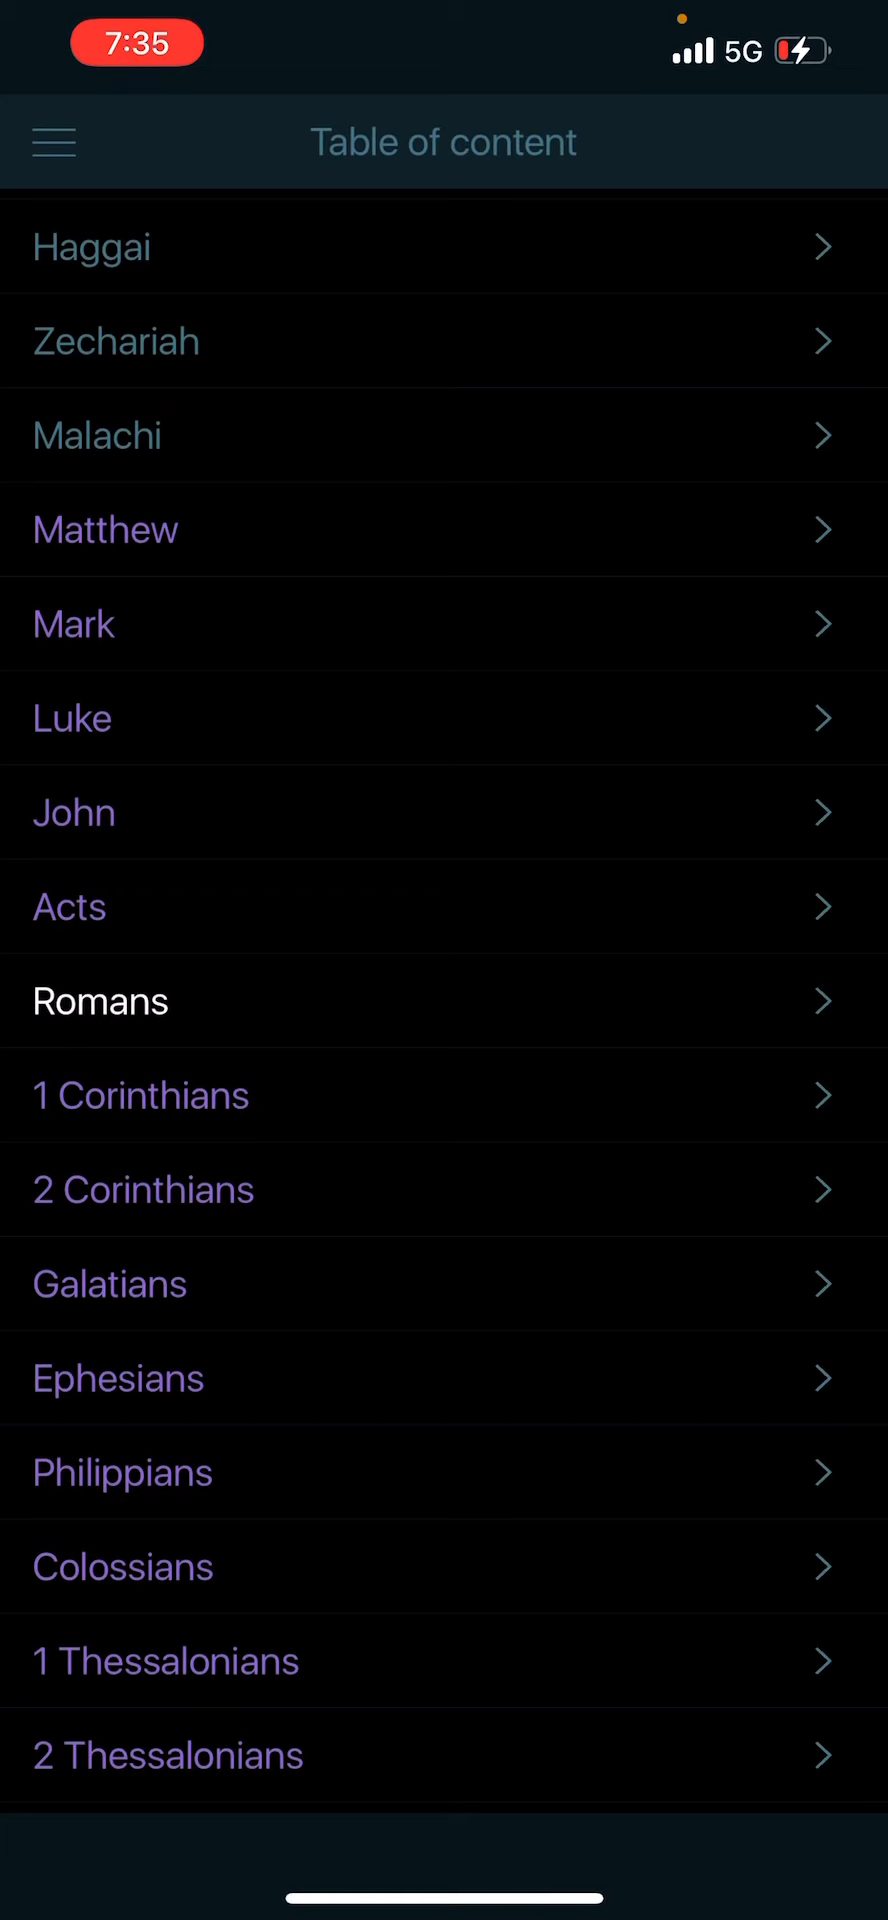 7:35
5G
Table of content
Haggai
Zechariah
Malachi
Matthew
Mark
Luke
John
Acts
Romans
1 Corinthians
2 Corinthians
Galatians
Ephesians
Philippians
Colossians
1 Thessalonians
2 Thessalonians